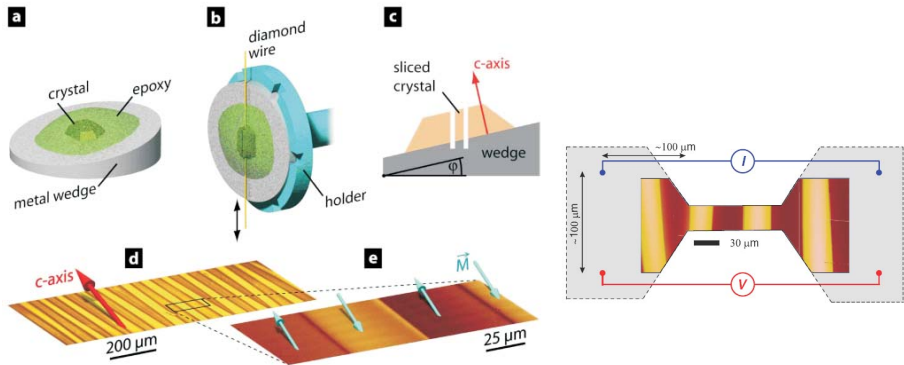 a
crystal
epoxy
metal wedge
b
diamond
wire
holder
c
c-axis
sliced
crystal
φ
wedge
d
c-axis
200 μm
e
M
25 μm
~100 μm
I
~100 μm
30 μm
V